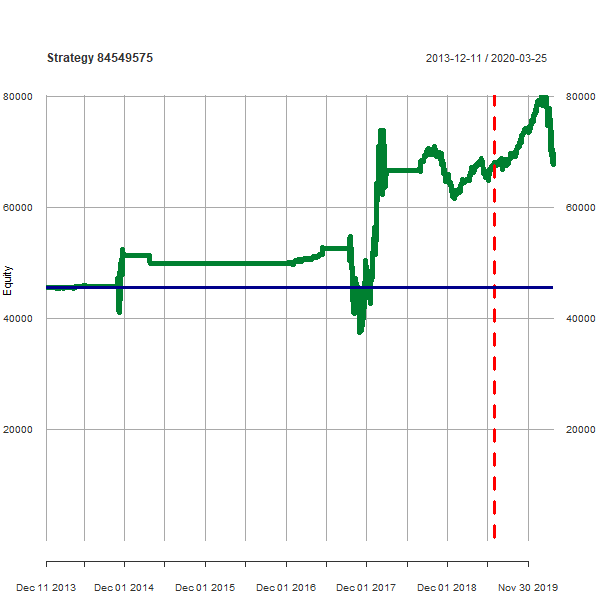 Strategy 84549575 2013-12-11 / 2020-03-25
80000 80000
60000 60000
Equity
40000 40000
20000 20000
Dec 11 2013 Dec 01 2014 Dec 01 2015 Dec 01 2016 Dec 01 2017 Dec 01 2018 Nov 30 2019